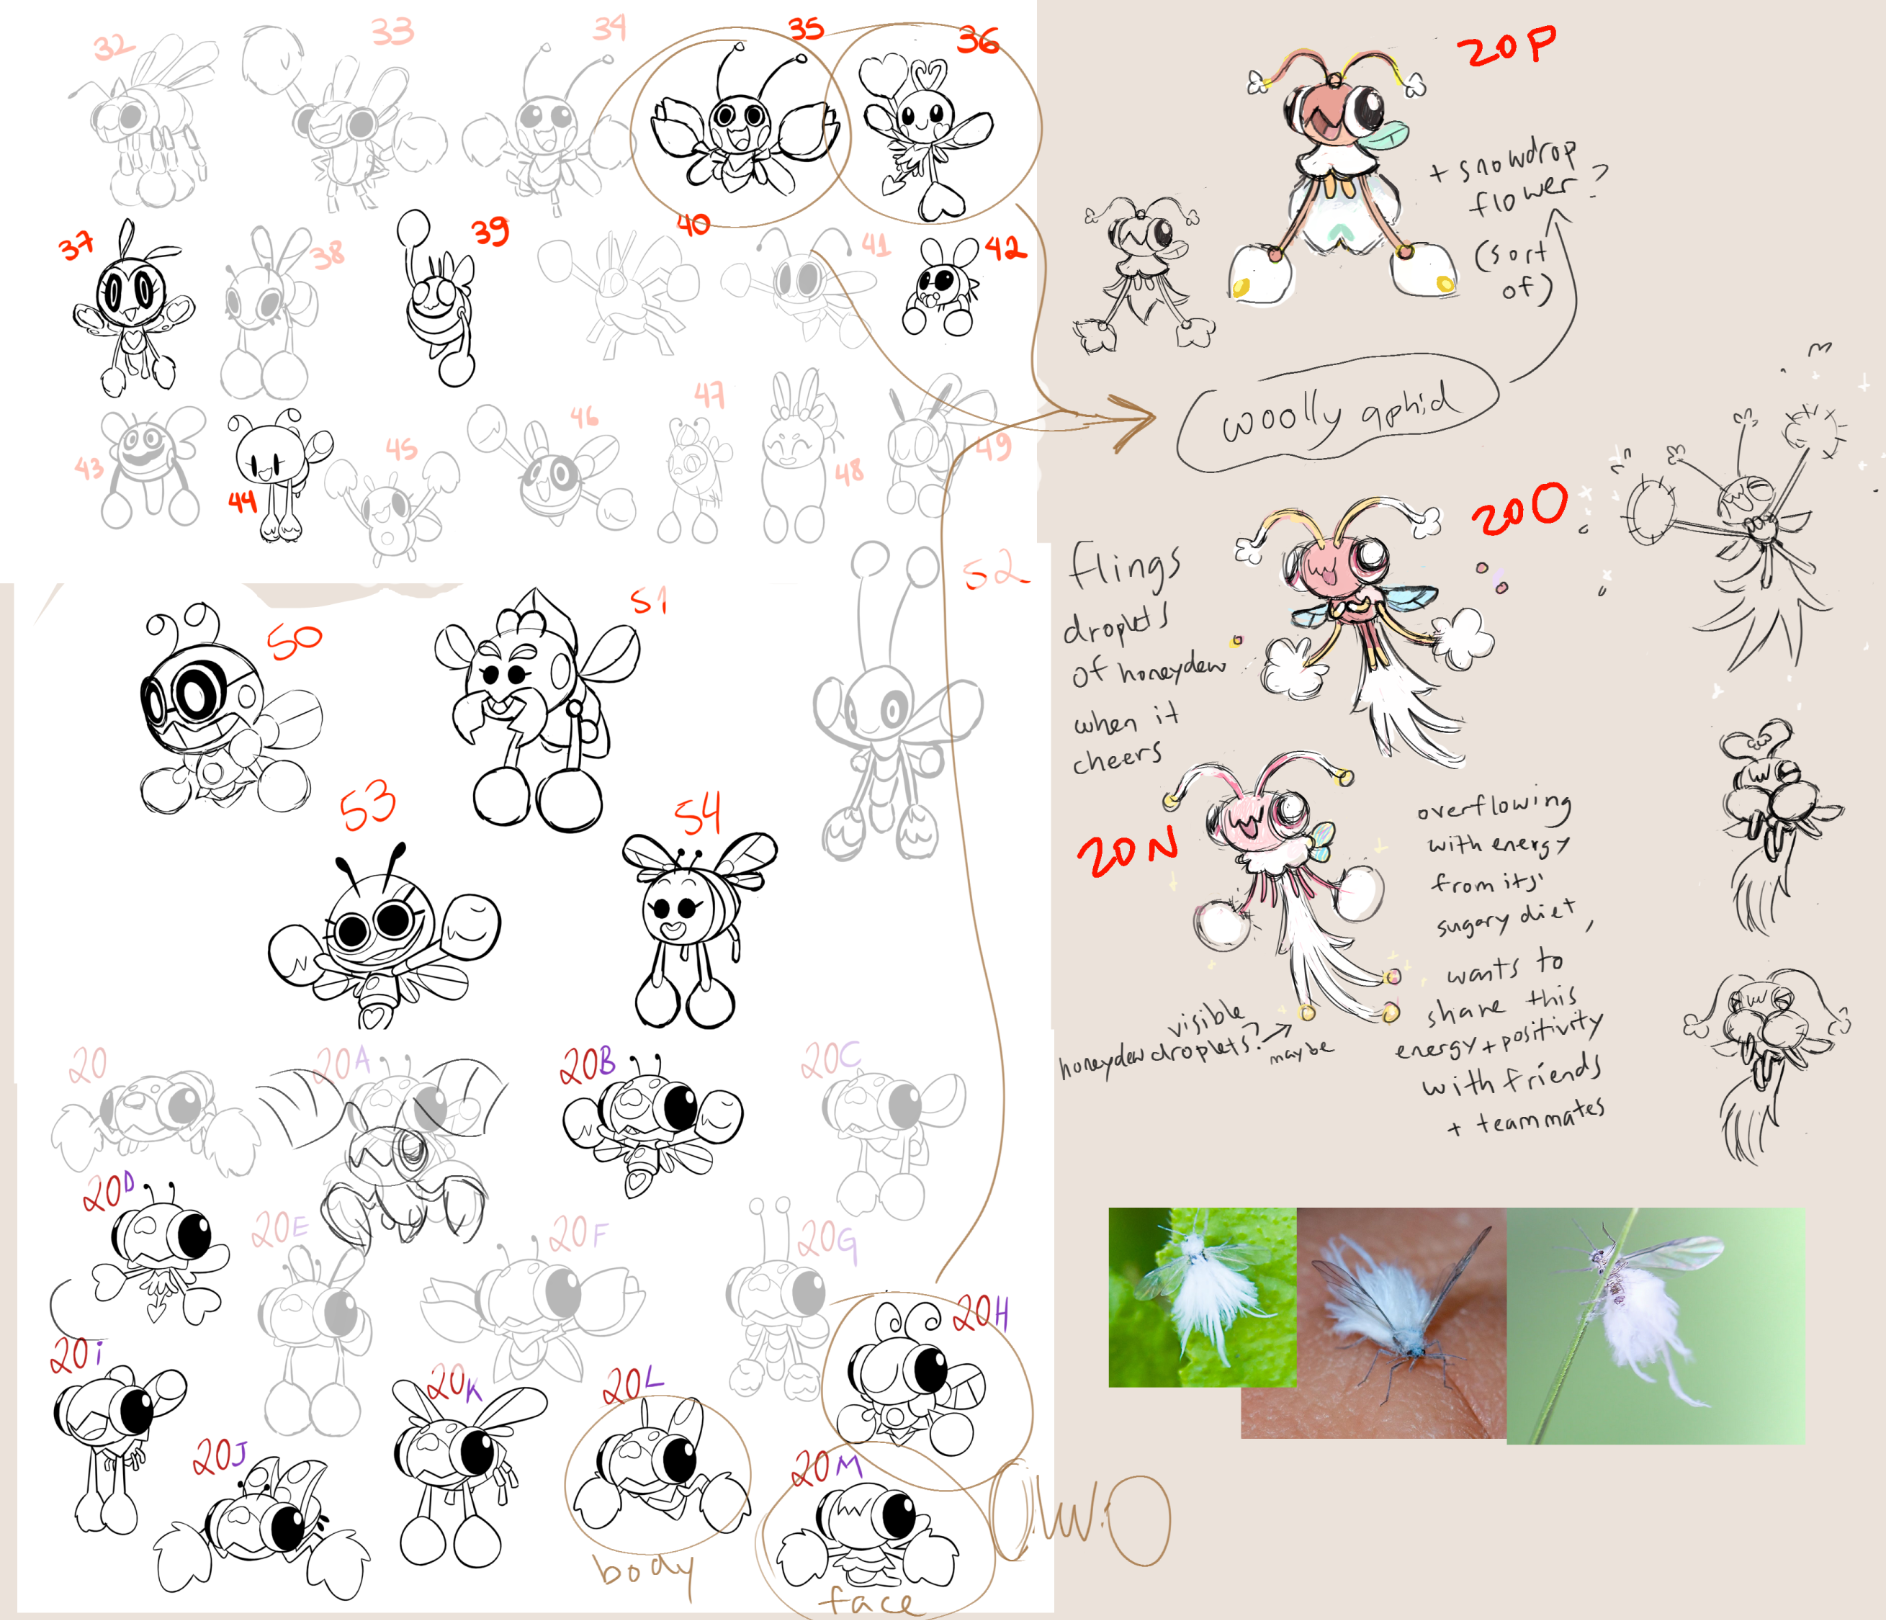 32
33
34
35
36
37
38
39
40
41
42
43
44
45
46
47
48
49
50
51
52
53
54
20
20A
20B
20C
20D
20E
20F
20G
20H
20i
20J
20K
20L
20M
body
face
OWO
20P
+ snowdrop
flower?
(sort
of)
woolly aphid
20O
flings
droplets
of honeydew
when it
cheers
20N
overflowing
with energy
from its'
sugary diet,
wants to
share this
energy + positivity
with friends
+ teammates
visible
honeydew droplets?
maybe